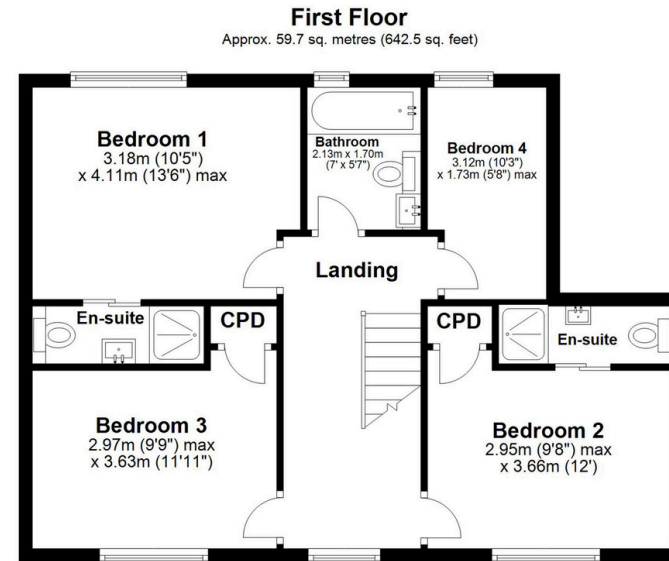 First Floor
Approx. 59.7 sq. metres (642.5 sq. feet)
Bedroom 1
3.18m (10'5")
x 4.11m (13'6") max
Bathroom
2.13m x 1.70m
(7' x 5'7")
Bedroom 4
3.12m (10'3")
x 1.73m (5'8") max
Landing
En-suite
CPD
CPD
En-suite
Bedroom 3
2.97m (9'9") max
x 3.63m (11'11")
Bedroom 2
2.95m (9'8") max
x 3.66m (12')